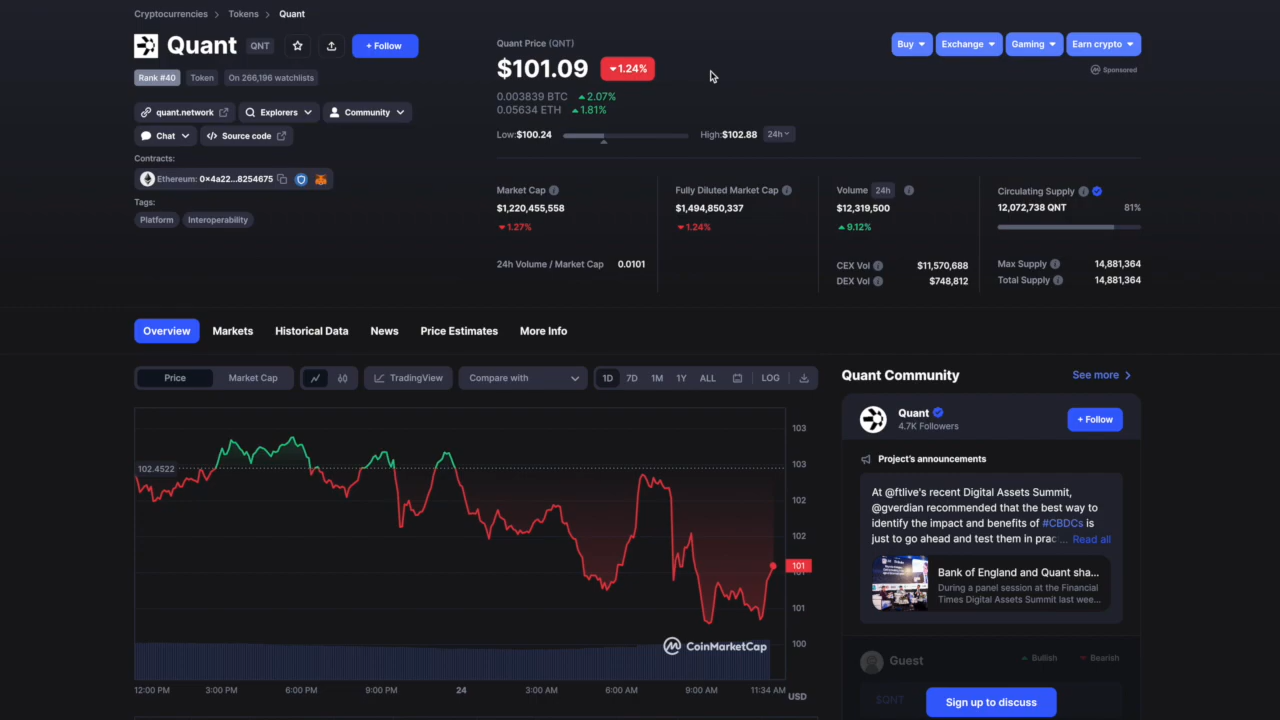 Cryptocurrencies > Tokens > Quant
Quant QNT
+ Follow
Rank #40 Token On 266,196 watchlists
quant.network Explorers Community
Chat Source code
Contracts:
Ethereum: 0x4a22...8254675
Tags:
Platform Interoperability
Quant Price (QNT)
$101.09 1.24%
0.003839 BTC 2.07%
0.05634 ETH 1.81%
Low:$100.24 High:$102.88 24h
Buy Exchange Gaming Earn crypto
Sponsored
Market Cap
$1,220,455,558
1.27%
24h Volume / Market Cap 0.0101
Fully Diluted Market Cap
$1,494,850,337
1.24%
Volume 24h
$12,319,500
9.12%
CEX Vol $11,570,688
DEX Vol $748,812
Circulating Supply
12,072,738 QNT 81%
Max Supply 14,881,364
Total Supply 14,881,364
Overview Markets Historical Data News Price Estimates More Info
Price Market Cap TradingView Compare with 1D 7D 1M 1Y ALL LOG
103
103
102.4522
102
102
101
101
100
CoinMarketCap
12:00 PM 3:00 PM 6:00 PM 9:00 PM 24 3:00 AM 6:00 AM 9:00 AM 11:34 AM
USD
Quant Community See more >
Quant
4.7K Followers
+ Follow
Project's announcements
At @ftlive's recent Digital Assets Summit,
@gverdian recommended that the best way to
identify the impact and benefits of #CBDCs is
just to go ahead and test them in prac ... Read all
Bank of England and Quant sha...
During a panel session at the Financial
Times Digital Assets Summit last wee...
Guest Bullish Bearish
$QNT
Sign up to discuss